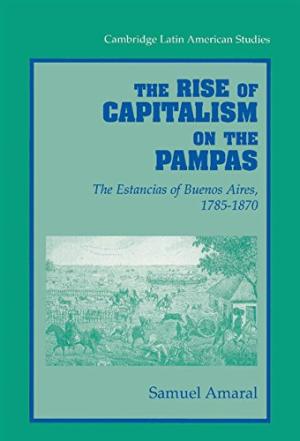 Cambridge Latin American Studies
THE RISE OF
CAPITALISM
ON THE
PAMPAS
The Estancias of Buenos Aires,
1785-1870
Samuel Amaral